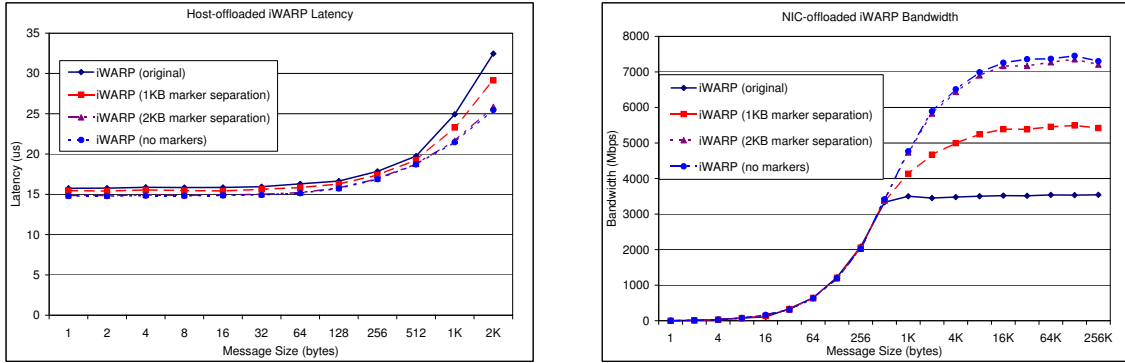 Host-offloaded iWARP Latency
35
30
25
20
15
10
5
0
Latency (us)
iWARP (original)
iWARP (1KB marker separation)
iWARP (2KB marker separation)
iWARP (no markers)
1 2 4 8 16 32 64 128 256 512 1K 2K
Message Size (bytes)
NIC-offloaded iWARP Bandwidth
8000
7000
6000
5000
4000
3000
2000
1000
0
Bandwidth (Mbps)
iWARP (original)
iWARP (1KB marker separation)
iWARP (2KB marker separation)
iWARP (no markers)
1 4 16 64 256 1K 4K 16K 64K 256K
Message Size (bytes)